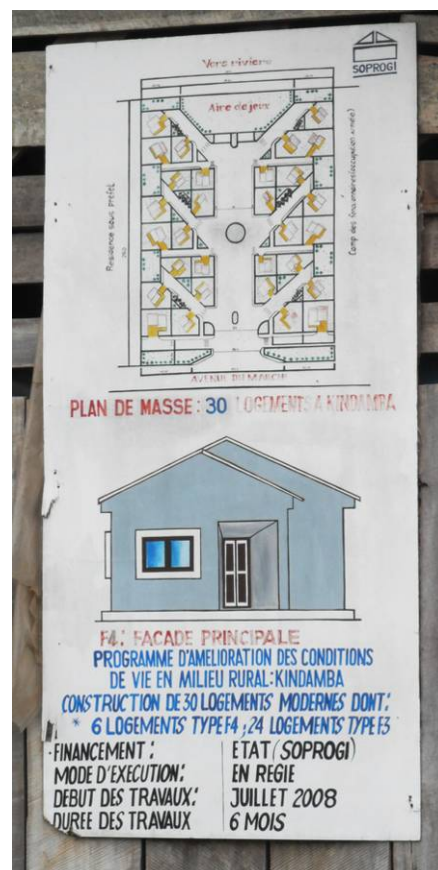 SOPROGI
Vers rivière
Aire de jeux
Residence sous préfet
AVENUE DU MARCHE
PLAN DE MASSE: 30 LOGEMENTS A KINDAMBA
F4: FACADE PRINCIPALE
PROGRAMME D'AMELIORATION DES CONDITIONS
DE VIE EN MILIEU RURAL:KINDAMBA
CONSTRUCTION DE 30 LOGEMENTS MODERNES DONT:
* 6 LOGEMENTS TYPE F4 ; 24 LOGEMENTS TYPE F3
FINANCEMENT: ETAT (SOPROGI)
MODE D'EXECUTION: EN REGIE
DEBUT DES TRAVAUX: JUILLET 2008
DUREE DES TRAVAUX 6 MOIS